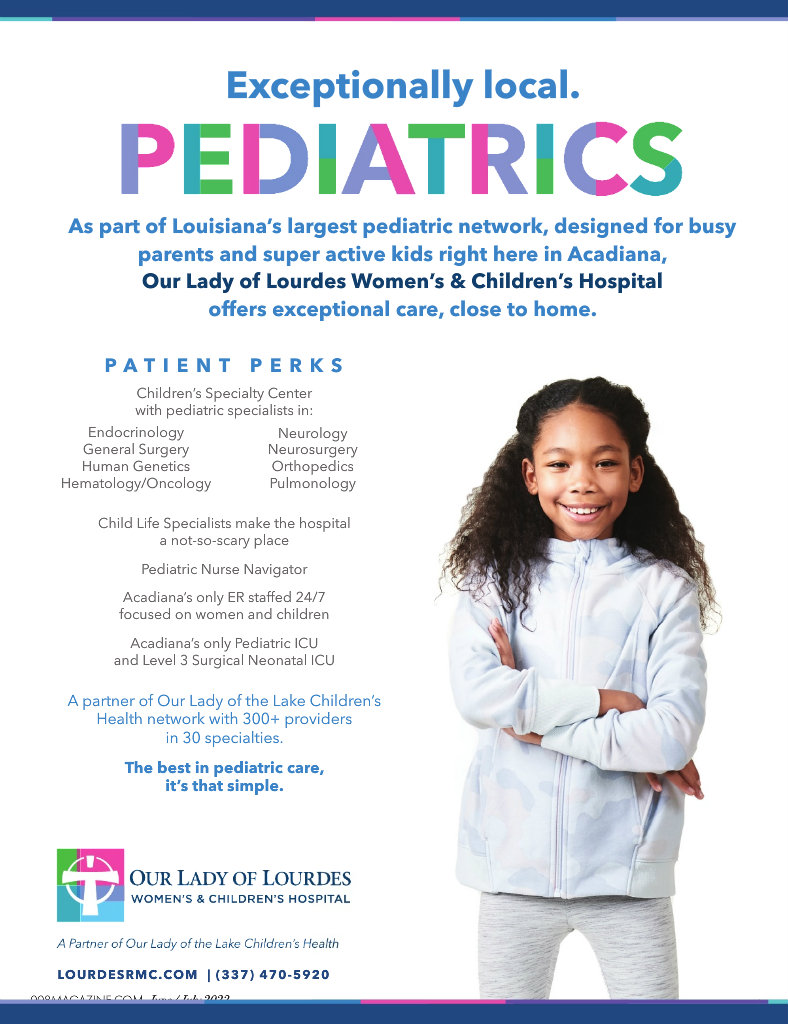 Exceptionally local.
PEDIATRICS
As part of Louisiana's largest pediatric network, designed for busy
parents and super active kids right here in Acadiana,
Our Lady of Lourdes Women's & Children's Hospital
offers exceptional care, close to home.
PATIENT PERKS
Children's Specialty Center
with pediatric specialists in:
Endocrinology
General Surgery
Human Genetics
Hematology/Oncology
Neurology
Neurosurgery
Orthopedics
Pulmonology
Child Life Specialists make the hospital
a not-so-scary place
Pediatric Nurse Navigator
Acadiana's only ER staffed 24/7
focused on women and children
Acadiana's only Pediatric ICU
and Level 3 Surgical Neonatal ICU
A partner of Our Lady of the Lake Children's
Health network with 300+ providers
in 30 specialties.
The best in pediatric care,
it's that simple.
OUR LADY OF LOURDES
WOMEN'S & CHILDREN'S HOSPITAL
A Partner of Our Lady of the Lake Children's Health
LOURDESRMC.COM | (337) 470-5920
June / July 2022